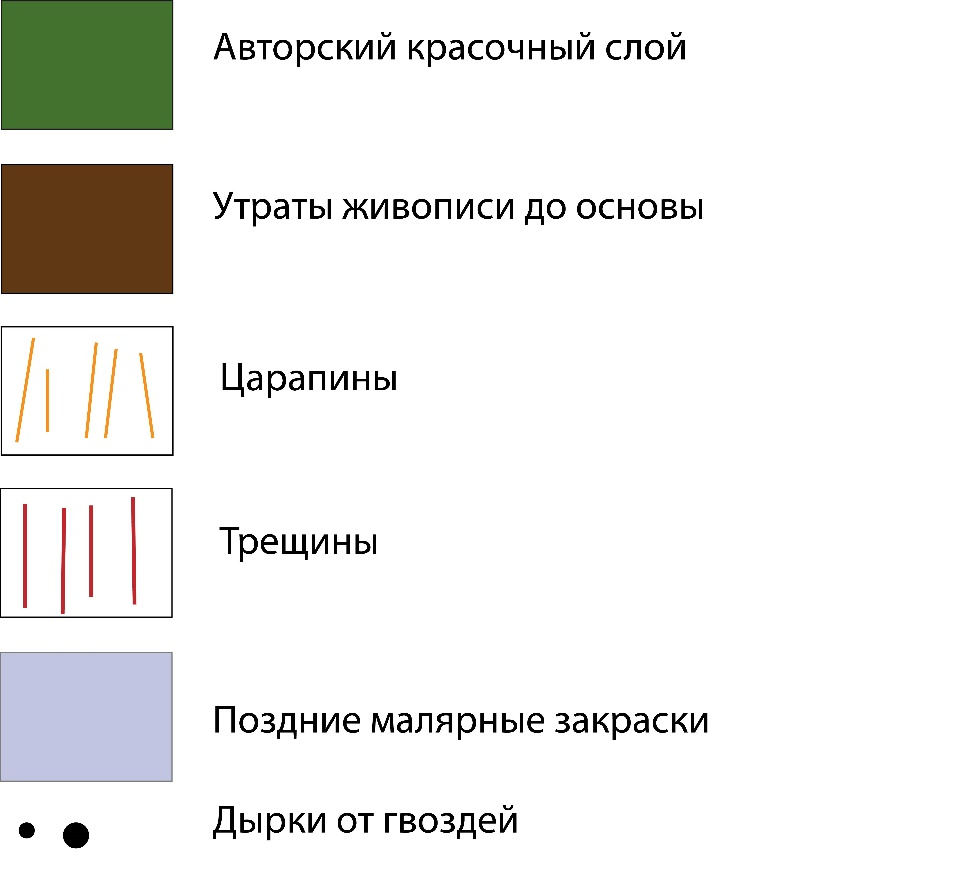 Авторский красочный слой
Утраты живописи до основы
Царапины
Трещины
Поздние малярные закраски
Дырки от гвоздей